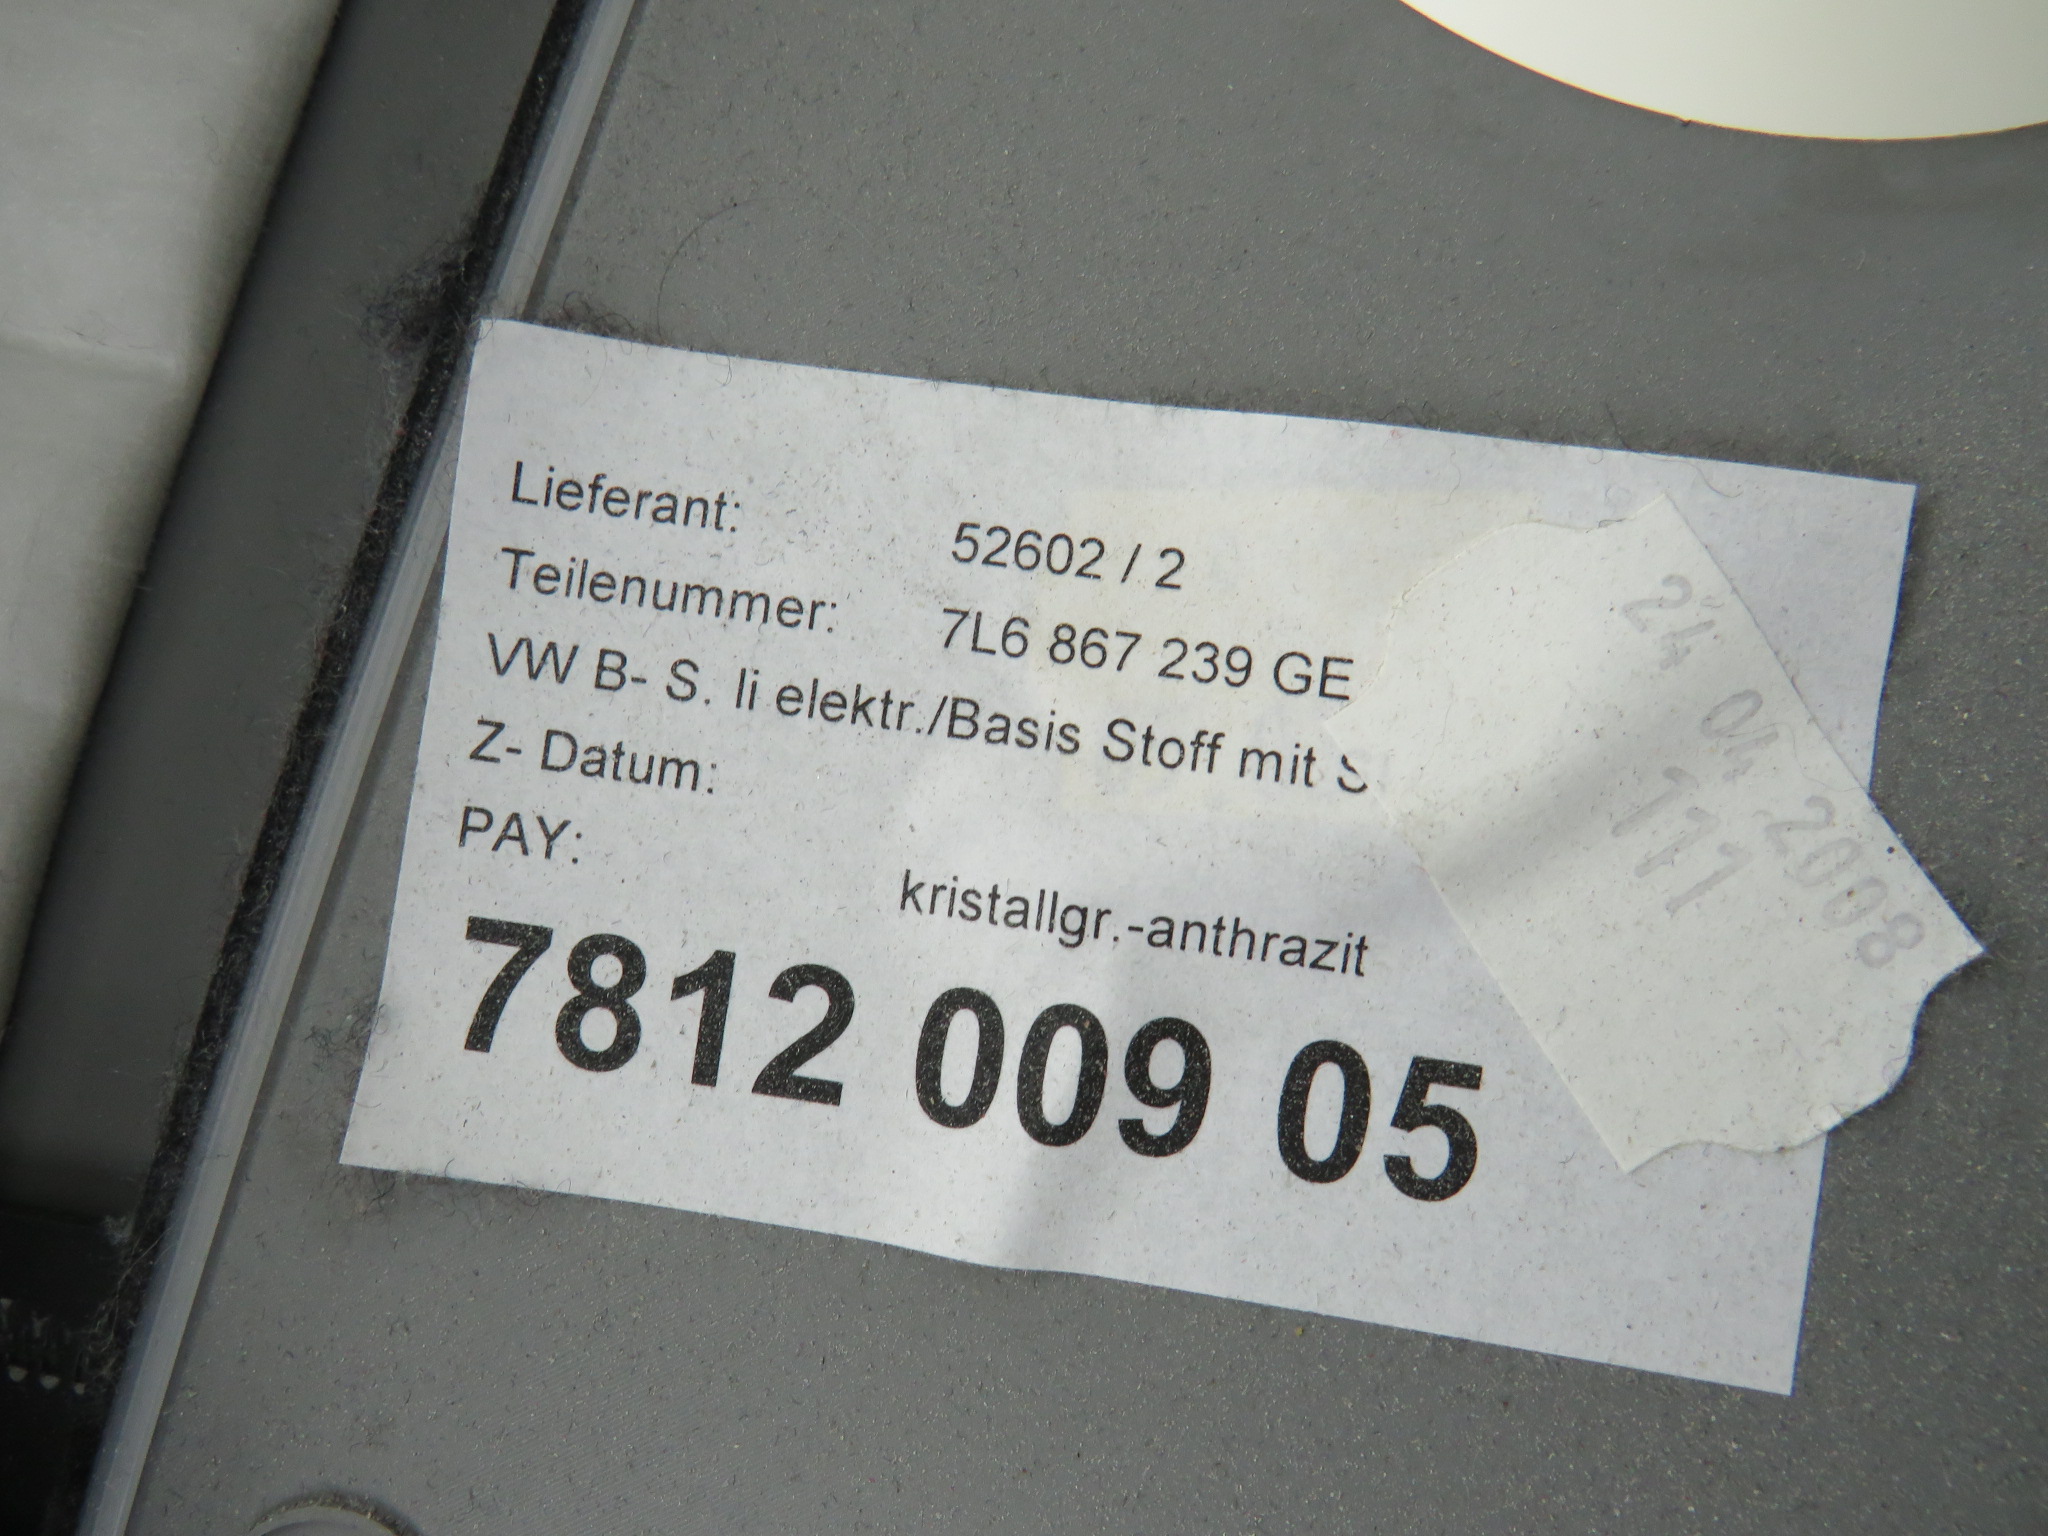 Lieferant: 52602 / 2
Teilenummer: 7L6 867 239 GE
VW B- S. li elektr./Basis Stoff mit S
Z- Datum:
PAY: kristallgr.-anthrazit
7812 009 05
24 04 2008
111